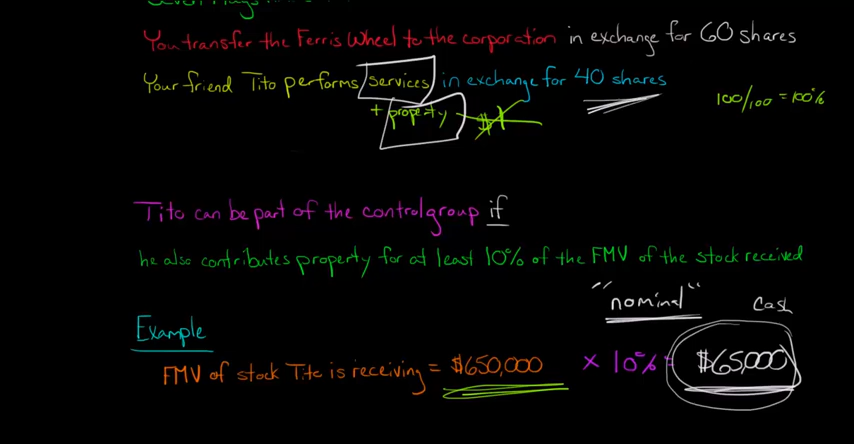 You transfer the Ferris Wheel to the corporation in exchange for 60 shares
Your friend Tito performs services in exchange for 40 shares
100/100 = 100%
+ property $1
Tito can be part of the control group if
he also contributes property for at least 10% of the FMV of the stock received
"nominal"
Cash
Example
FMV of stock Tito is receiving = $650,000 × 10% = $65,000